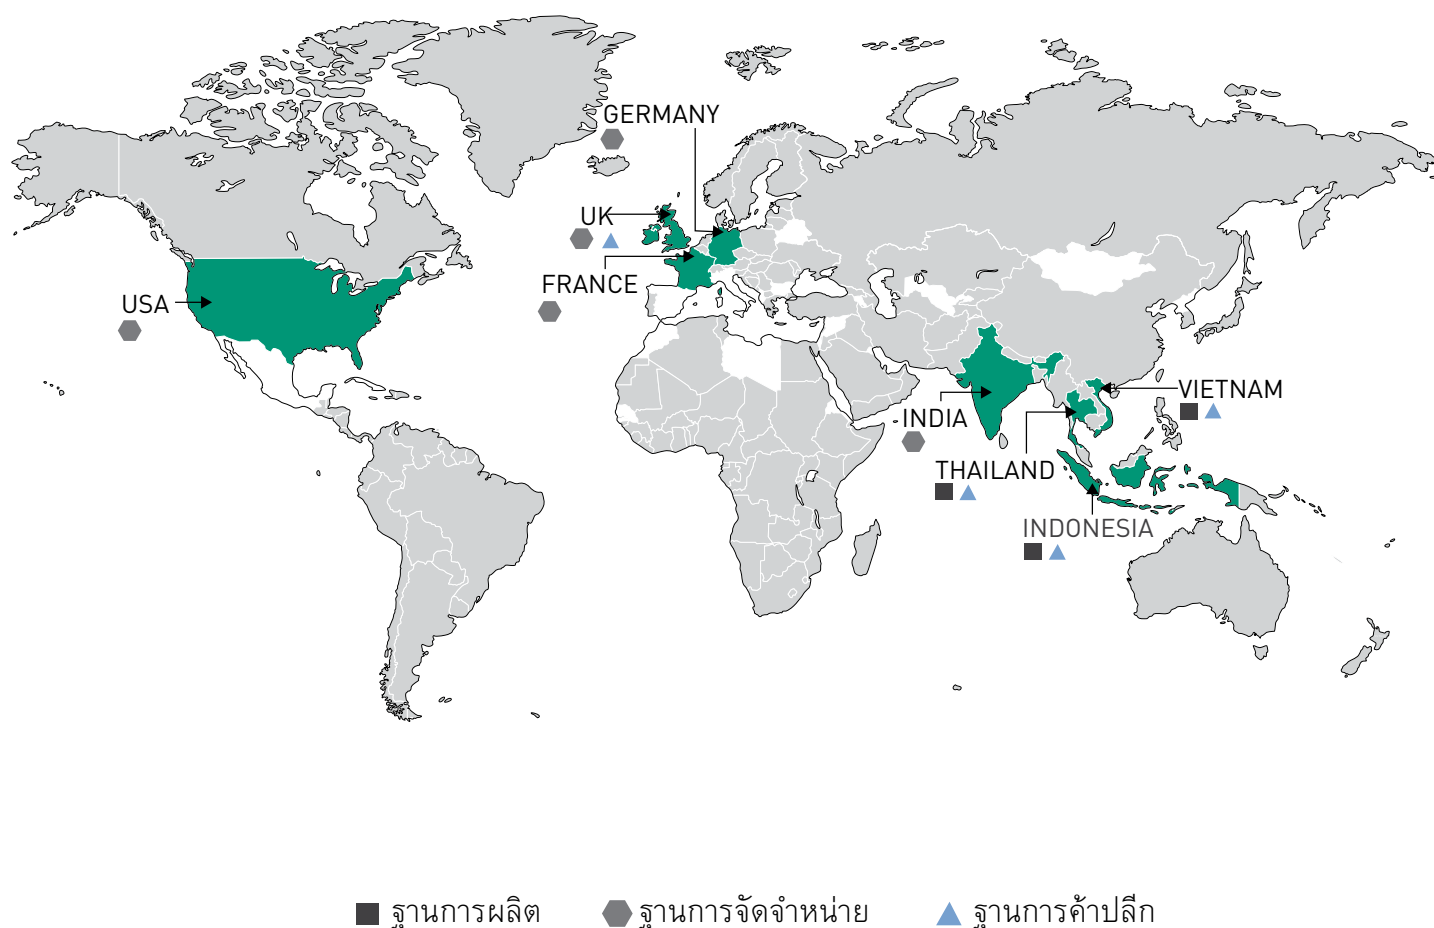 GERMANY
UK
FRANCE
USA
VIETNAM
INDIA
THAILAND
INDONESIA
ฐานการผลิต ฐานการจัดจำหน่าย ฐานการค้าปลีก